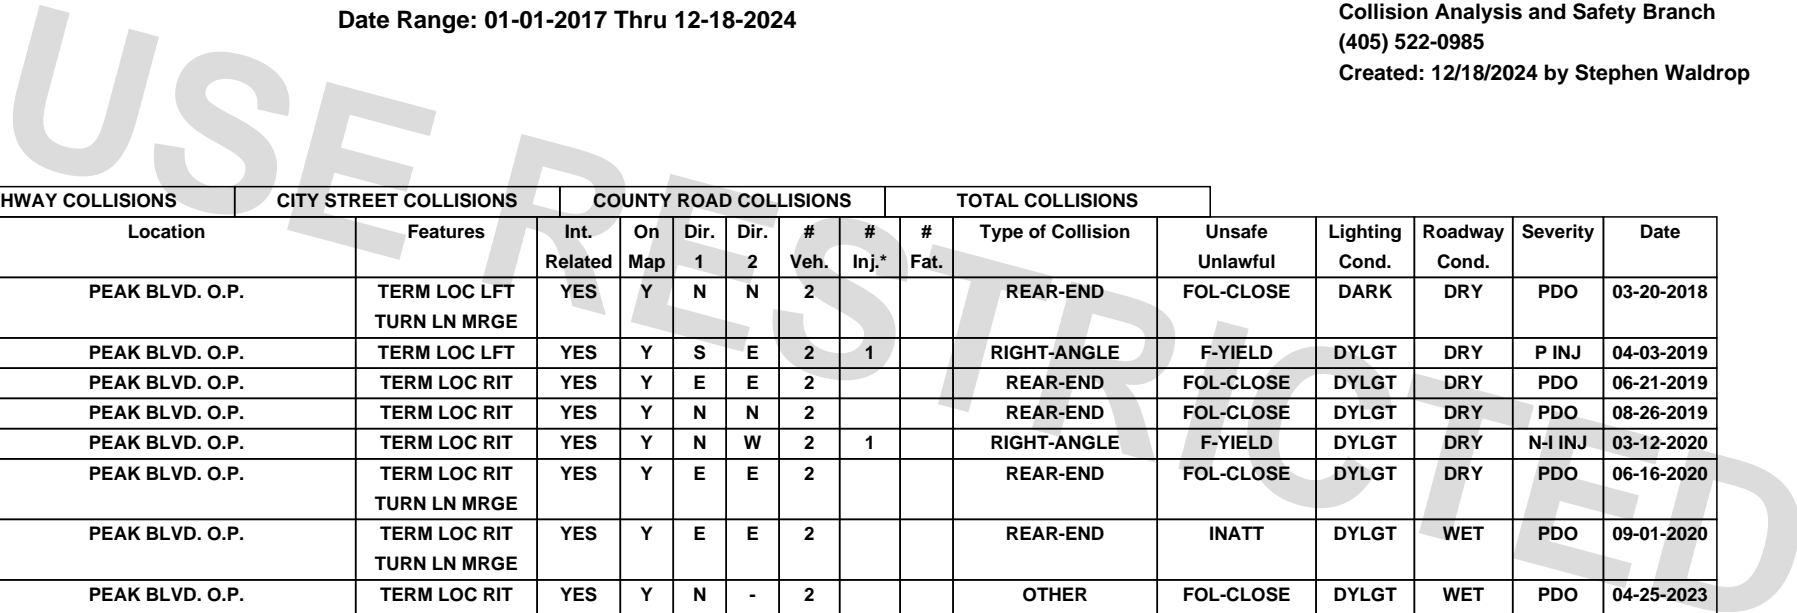 Date Range: 01-01-2017 Thru 12-18-2024
Collision Analysis and Safety Branch
(405) 522-0985
Created: 12/18/2024 by Stephen Waldrop
USE RESTRICTED
HWAY COLLISIONS CITY STREET COLLISIONS COUNTY ROAD COLLISIONS TOTAL COLLISIONS
Location Features Int. On Dir. Dir. # # # Type of Collision Unsafe Lighting Roadway Severity Date
Related Map 1 2 Veh. Inj.* Fat. Unlawful Cond. Cond.
PEAK BLVD. O.P. TERM LOC LFT YES Y N N 2 REAR-END FOL-CLOSE DARK DRY PDO 03-20-2018
TURN LN MRGE
PEAK BLVD. O.P. TERM LOC LFT YES Y S E 2 1 RIGHT-ANGLE F-YIELD DYLGT DRY P INJ 04-03-2019
PEAK BLVD. O.P. TERM LOC RIT YES Y E E 2 REAR-END FOL-CLOSE DYLGT DRY PDO 06-21-2019
PEAK BLVD. O.P. TERM LOC RIT YES Y N N 2 REAR-END FOL-CLOSE DYLGT DRY PDO 08-26-2019
PEAK BLVD. O.P. TERM LOC RIT YES Y N W 2 1 RIGHT-ANGLE F-YIELD DYLGT DRY N-I INJ 03-12-2020
PEAK BLVD. O.P. TERM LOC RIT YES Y E E 2 REAR-END FOL-CLOSE DYLGT DRY PDO 06-16-2020
TURN LN MRGE
PEAK BLVD. O.P. TERM LOC RIT YES Y E E 2 REAR-END INATT DYLGT WET PDO 09-01-2020
TURN LN MRGE
PEAK BLVD. O.P. TERM LOC RIT YES Y N - 2 OTHER FOL-CLOSE DYLGT WET PDO 04-25-2023